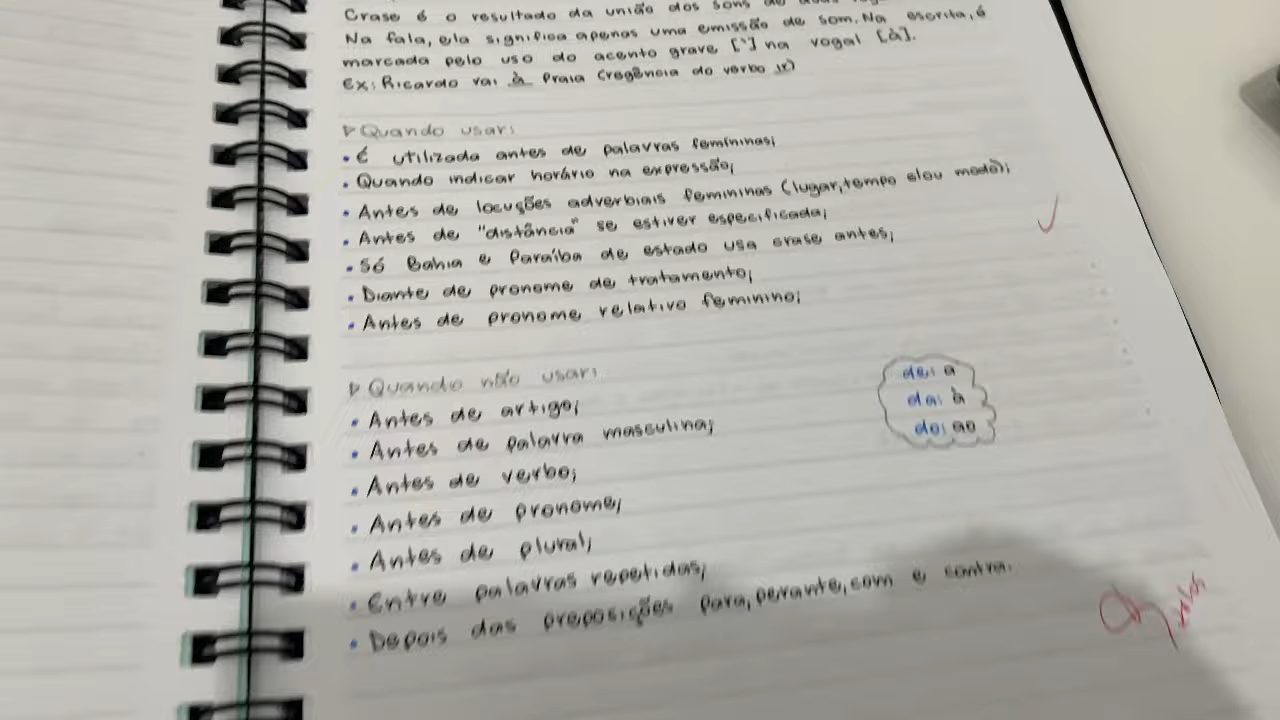 Crase é o resultado da união dos sons de duas
Na fala, ela significa apenas uma emissão de som. Na escrita, é
marcada pelo uso do acento grave [`] na vogal [à].
Ex: Ricardo vai à Praia (regência do verbo ir)
▷ Quando usar:
• É utilizada antes de palavras femininas;
• Quando indicar horário na expressão;
• Antes de locuções adverbiais femininas (lugar, tempo e/ou modo);
• Antes de "distância" se estiver especificada;
• Só Bahia e Paraíba de estado usa crase antes;
• Diante de pronome de tratamento;
• Antes de pronome relativo feminino;
▷ Quando não usar:
• Antes de artigo;
• Antes de palavra masculina;
• Antes de verbo;
• Antes de pronome;
• Antes de plural;
• Entre palavras repetidas;
• Depois das preposições para, perante, com e contra.
de: a
da: à
do: ao